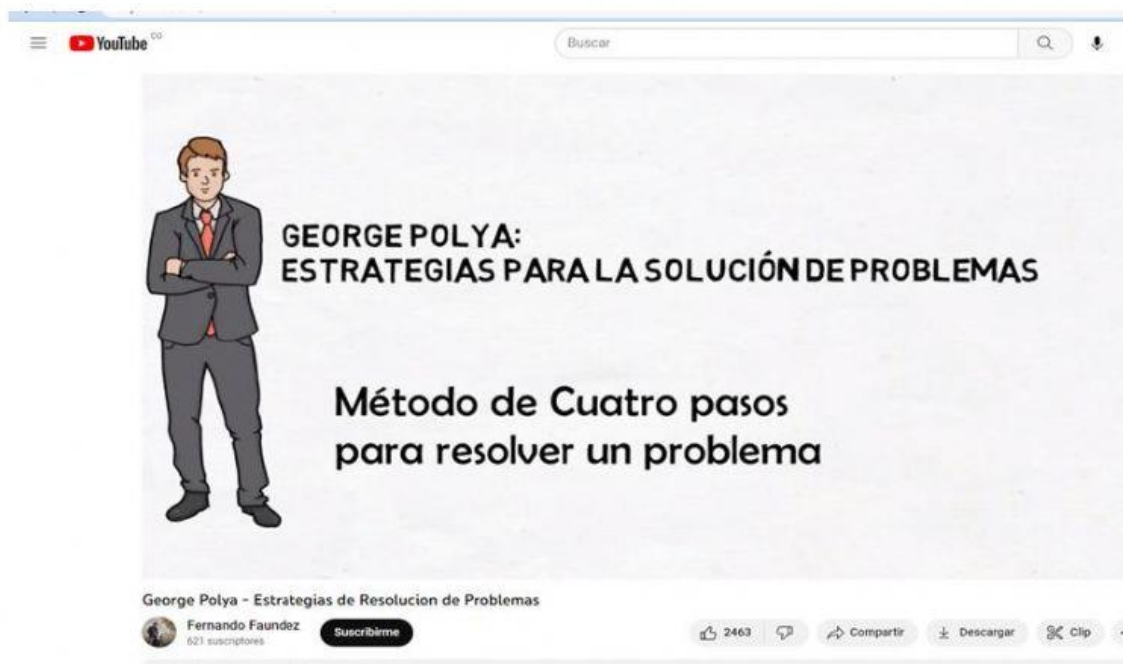 YouTube CO
Buscar
GEORGE POLYA:
ESTRATEGIAS PARA LA SOLUCIÓN DE PROBLEMAS
Método de Cuatro pasos
para resolver un problema
George Polya - Estrategias de Resolucion de Problemas
Fernando Faundez
621 suscriptores
Suscribirme
2463
Compartir
Descargar
Clip